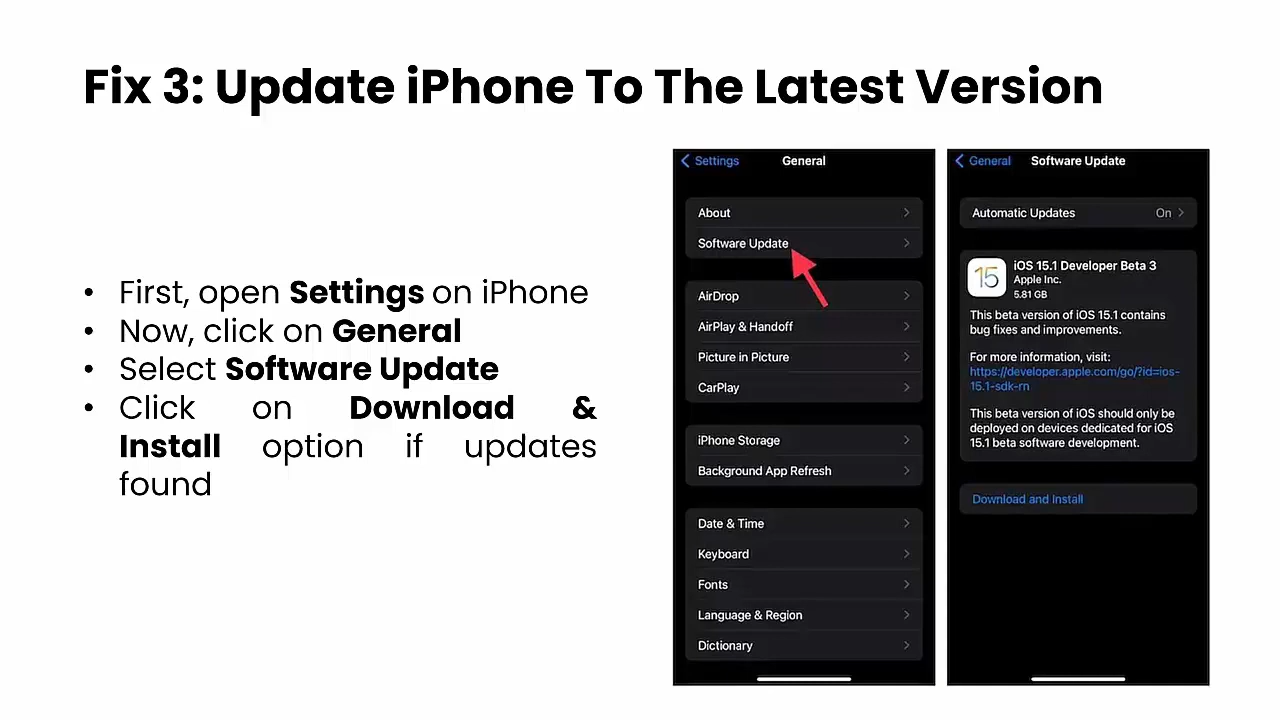 Fix 3: Update iPhone To The Latest Version
• First, open Settings on iPhone
• Now, click on General
• Select Software Update
• Click on Download &
Install option if updates
found
Settings General
About
Software Update
AirDrop
AirPlay & Handoff
Picture in Picture
CarPlay
iPhone Storage
Background App Refresh
Date & Time
Keyboard
Fonts
Language & Region
Dictionary
General Software Update
Automatic Updates On
15
iOS 15.1 Developer Beta 3
Apple Inc.
5.81 GB
This beta version of iOS 15.1 contains
bug fixes and improvements.
For more information, visit:
https://developer.apple.com/go/?id=ios-
15.1-sdk-rn
This beta version of iOS should only be
deployed on devices dedicated for iOS
15.1 beta software development.
Download and Install